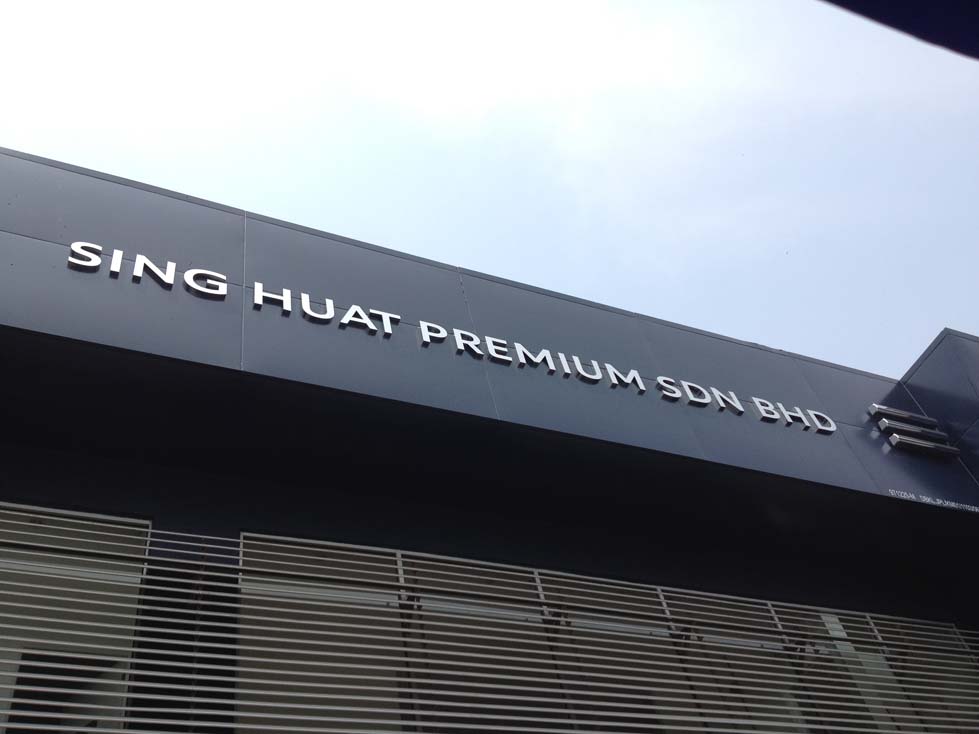 SING HUAT PREMIUM SDN BHD